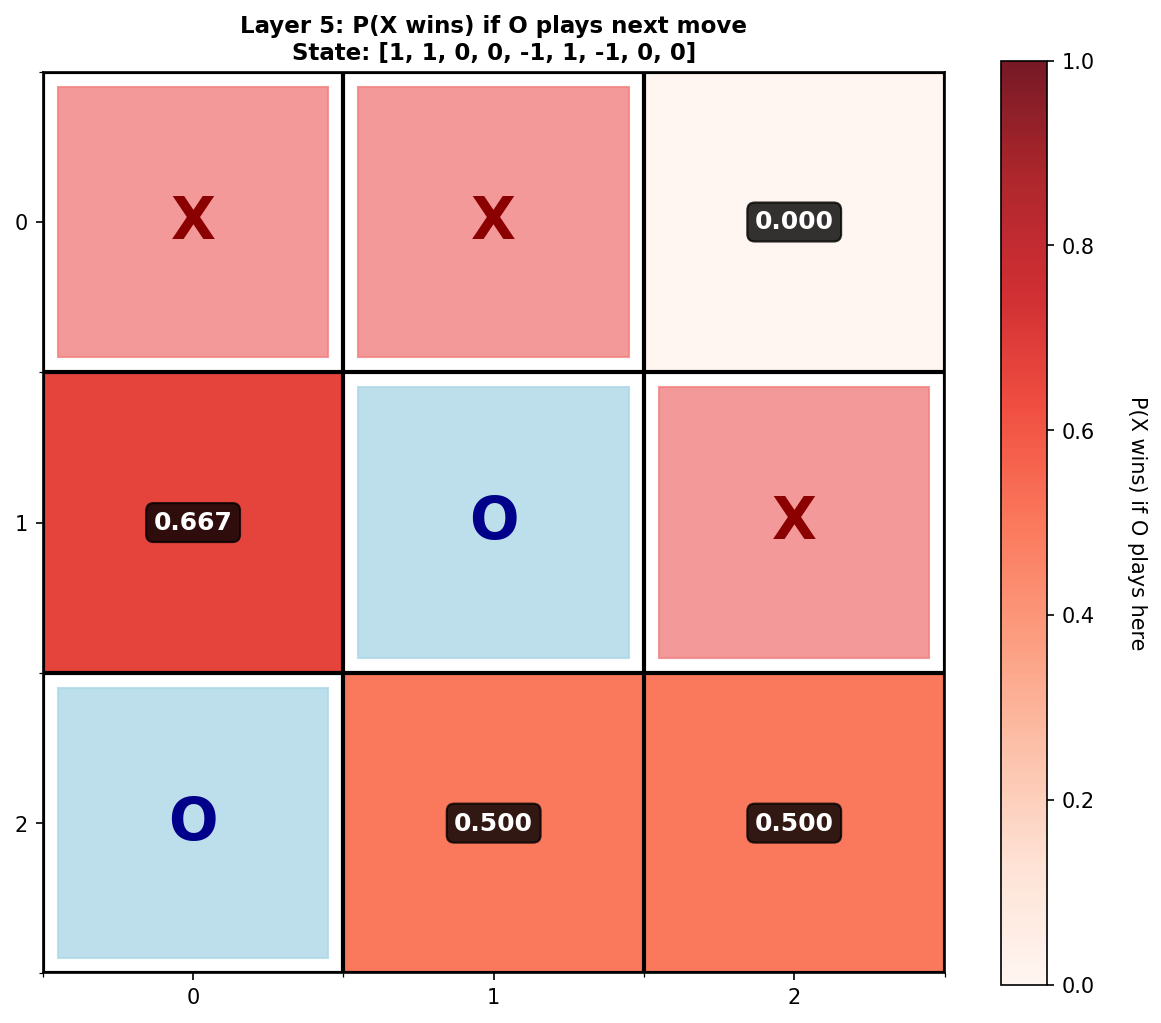 Layer 5: P(X wins) if O plays next move
State: [1, 1, 0, 0, -1, 1, -1, 0, 0]
0
X
X
0.000
1
0.667
O
X
2
O
0.500
0.500
0
1
2
1.0
0.8
0.6
0.4
0.2
0.0
P(X wins) if O plays here